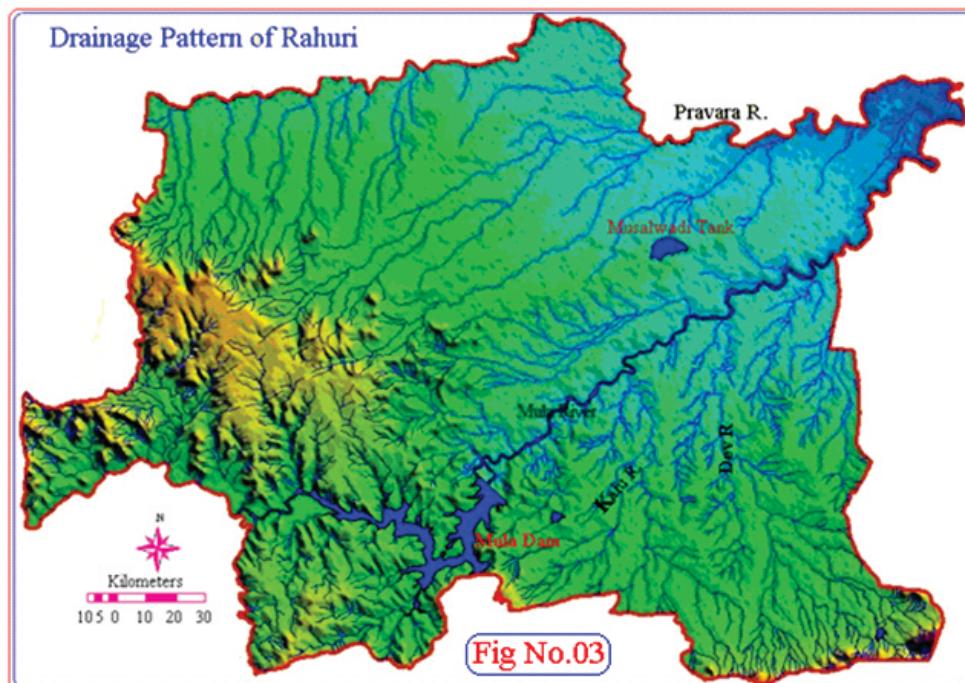 Drainage Pattern of Rahuri
Pravara R.
Musalwadi Tank
Mula River
Dev R
Kalu R
Mula Dam
N
Kilometers
10 5 0 10 20 30
Fig No.03